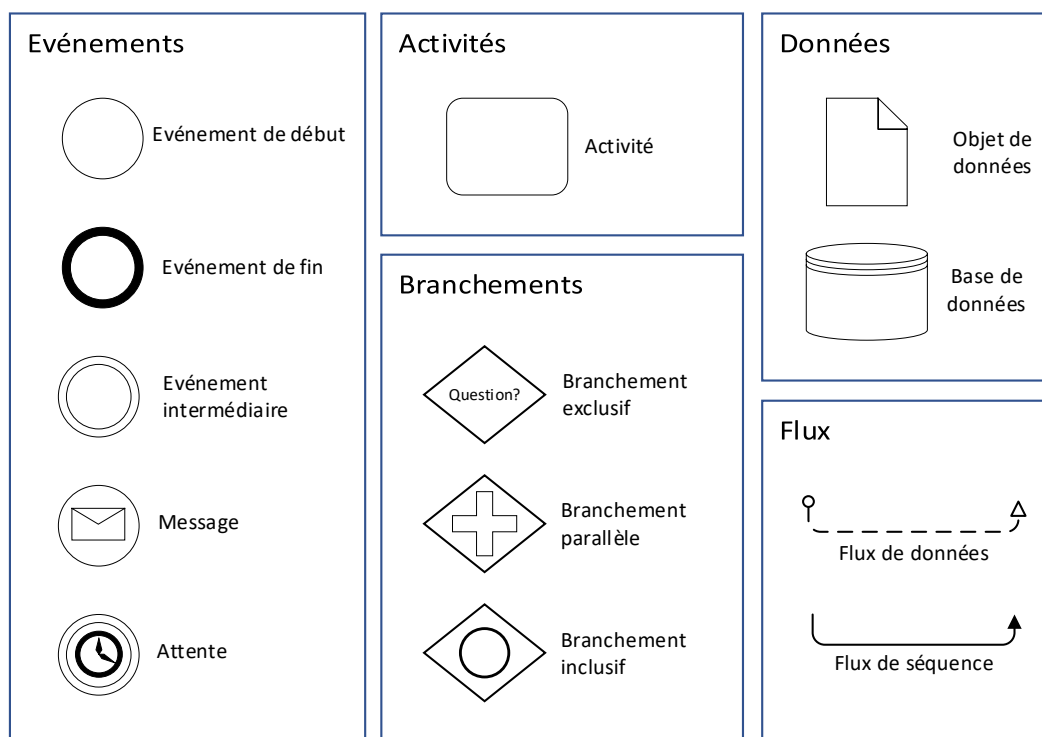 Evénements
Evénement de début
Evénement de fin
Evénement
intermédiaire
Message
Attente
Activités
Activité
Branchements
Question?
Branchement
exclusif
Branchement
parallèle
Branchement
inclusif
Données
Objet de
données
Base de
données
Flux
Flux de données
Flux de séquence